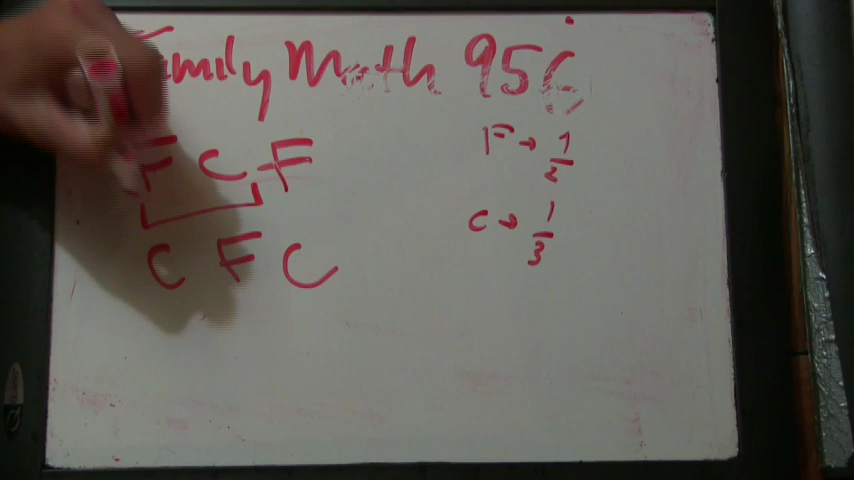 Family Math 956
F C F
C F C
F → 1/2
C → 1/3